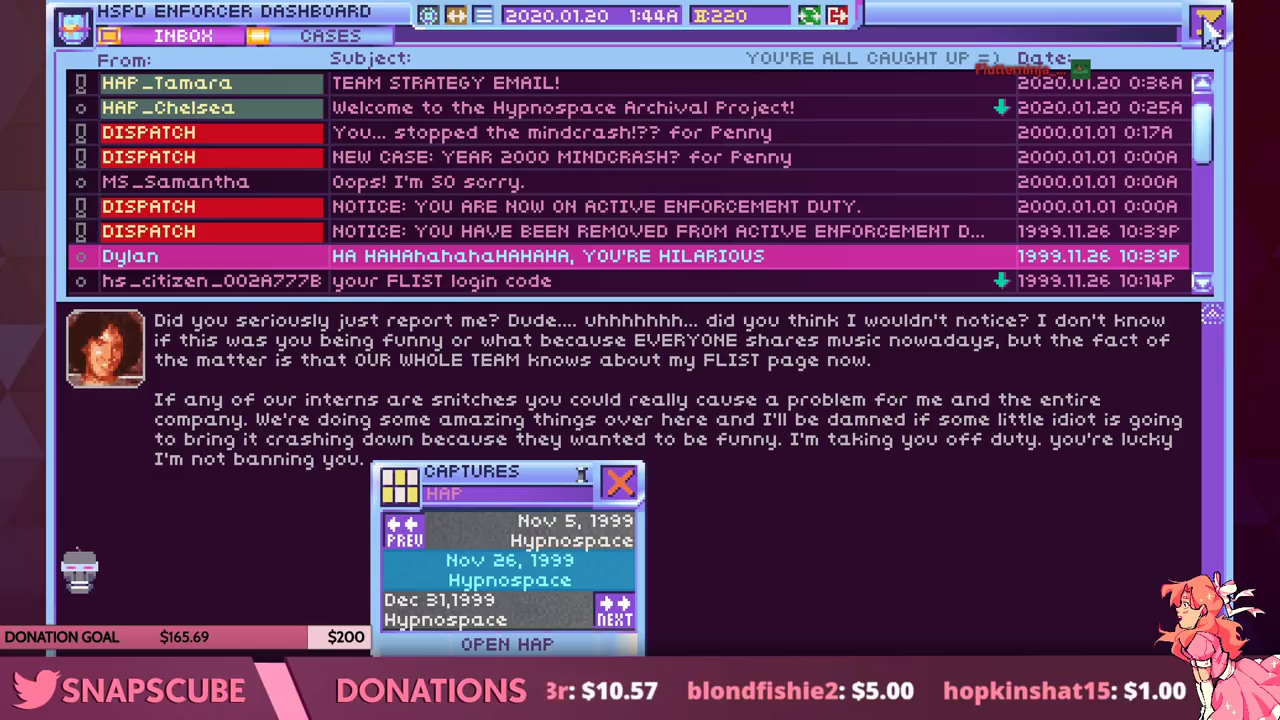 HSPD ENFORCER DASHBOARD
2020.01.20 1:44A
220
INBOX
CASES
From:
Subject:
YOU'RE ALL CAUGHT UP =)
Date:
HAP_Tamara TEAM STRATEGY EMAIL! 2020.01.20 0:36A
HAP_Chelsea Welcome to the Hypnospace Archival Project! 2020.01.20 0:25A
DISPATCH You... stopped the mindcrash!?? for Penny 2000.01.01 0:17A
DISPATCH NEW CASE: YEAR 2000 MINDCRASH? for Penny 2000.01.01 0:00A
MS_Samantha Oops! I'm SO sorry. 2000.01.01 0:00A
DISPATCH NOTICE: YOU ARE NOW ON ACTIVE ENFORCEMENT DUTY. 2000.01.01 0:00A
DISPATCH NOTICE: YOU HAVE BEEN REMOVED FROM ACTIVE ENFORCEMENT D... 1999.11.26 10:39P
Dylan HA HAHAhahahaHAHAHA, YOU'RE HILARIOUS 1999.11.26 10:39P
hs_citizen_002A777B your FLIST login code 1999.11.26 10:14P
Did you seriously just report me? Dude.... uhhhhhhh... did you think I wouldn't notice? I don't know
if this was you being funny or what because EVERYONE shares music nowadays, but the fact of
the matter is that OUR WHOLE TEAM knows about my FLIST page now.
If any of our interns are snitches you could really cause a problem for me and the entire
company. We're doing some amazing things over here and I'll be damned if some little idiot is going
to bring it crashing down because they wanted to be funny. I'm taking you off duty. you're lucky
I'm not banning you.
CAPTURES
HAP
PREV
Nov 5, 1999
Hypnospace
Nov 26, 1999
Hypnospace
Dec 31,1999
Hypnospace
NEXT
OPEN HAP
DONATION GOAL $165.69 $200
SNAPSCUBE
DONATIONS
3r: $10.57 blondfishie2: $5.00 hopkinshat15: $1.00